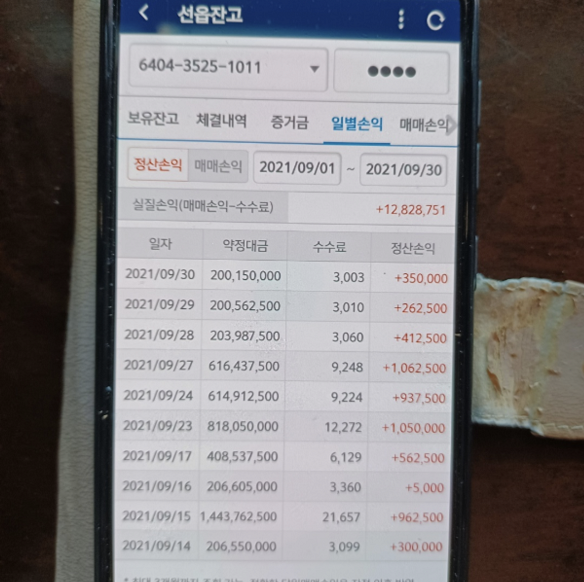 선옵잔고
6404-3525-1011
보유잔고 체결내역 증거금 일별손익 매매손익
정산손익 매매손익 2021/09/01 ~ 2021/09/30
실질손익(매매손익-수수료) +12,828,751
일자 약정대금 수수료 정산손익
2021/09/30 200,150,000 3,003 +350,000
2021/09/29 200,562,500 3,010 +262,500
2021/09/28 203,987,500 3,060 +412,500
2021/09/27 616,437,500 9,248 +1,062,500
2021/09/24 614,912,500 9,224 +937,500
2021/09/23 818,050,000 12,272 +1,050,000
2021/09/17 408,537,500 6,129 +562,500
2021/09/16 206,605,000 3,360 +5,000
2021/09/15 1,443,762,500 21,657 +962,500
2021/09/14 206,550,000 3,099 +300,000